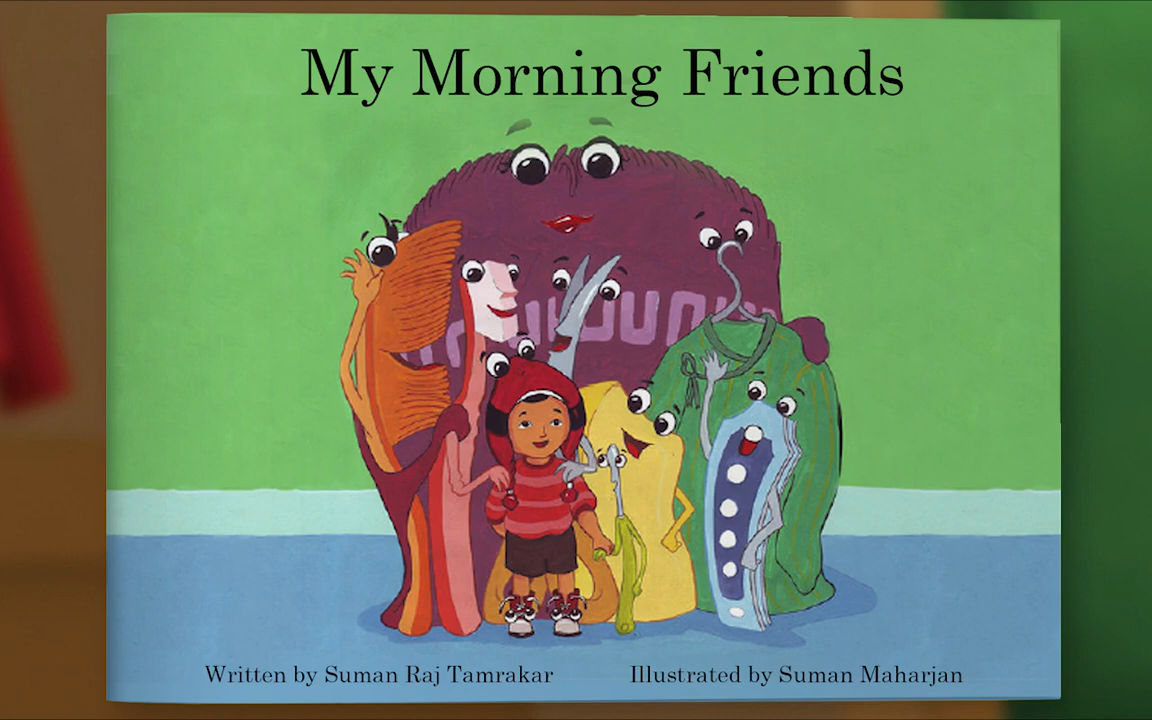 My Morning Friends
Written by Suman Raj Tamrakar
Illustrated by Suman Maharjan